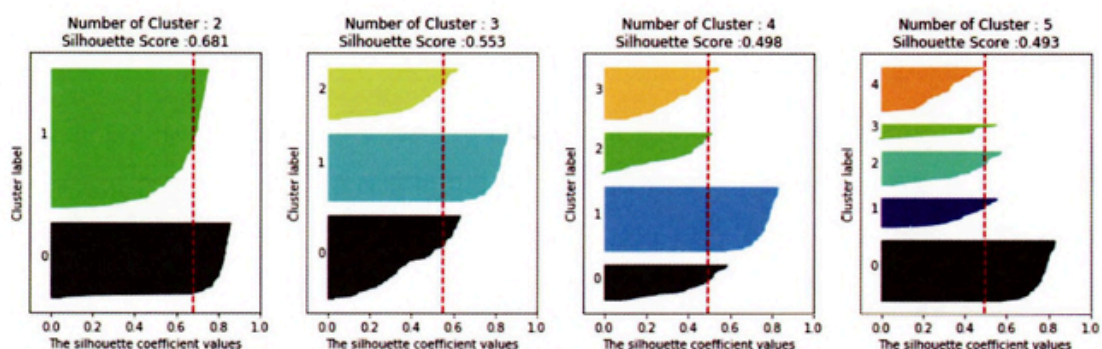 Number of Cluster : 2
Silhouette Score :0.681
Cluster label
1
0
0.0 0.2 0.4 0.6 0.8 1.0
The silhouette coefficient values
Number of Cluster : 3
Silhouette Score :0.553
Cluster label
2
1
0
0.0 0.2 0.4 0.6 0.8 1.0
The silhouette coefficient values
Number of Cluster : 4
Silhouette Score :0.498
Cluster label
3
2
1
0
0.0 0.2 0.4 0.6 0.8 1.0
The silhouette coefficient values
Number of Cluster : 5
Silhouette Score :0.493
Cluster label
4
3
2
1
0
0.0 0.2 0.4 0.6 0.8 1.0
The silhouette coefficient values